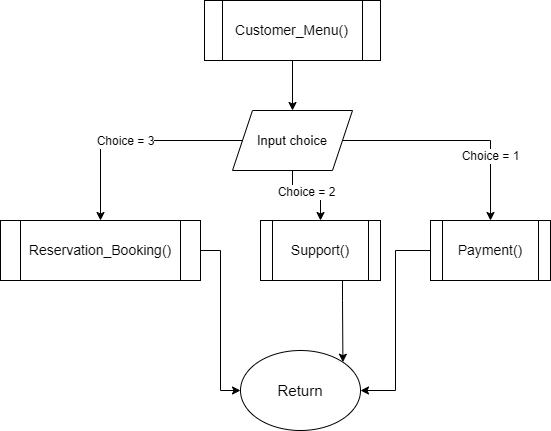 Customer_Menu()
Input choice
Choice = 3
Choice = 1
Choice = 2
Reservation_Booking()
Support()
Payment()
Return